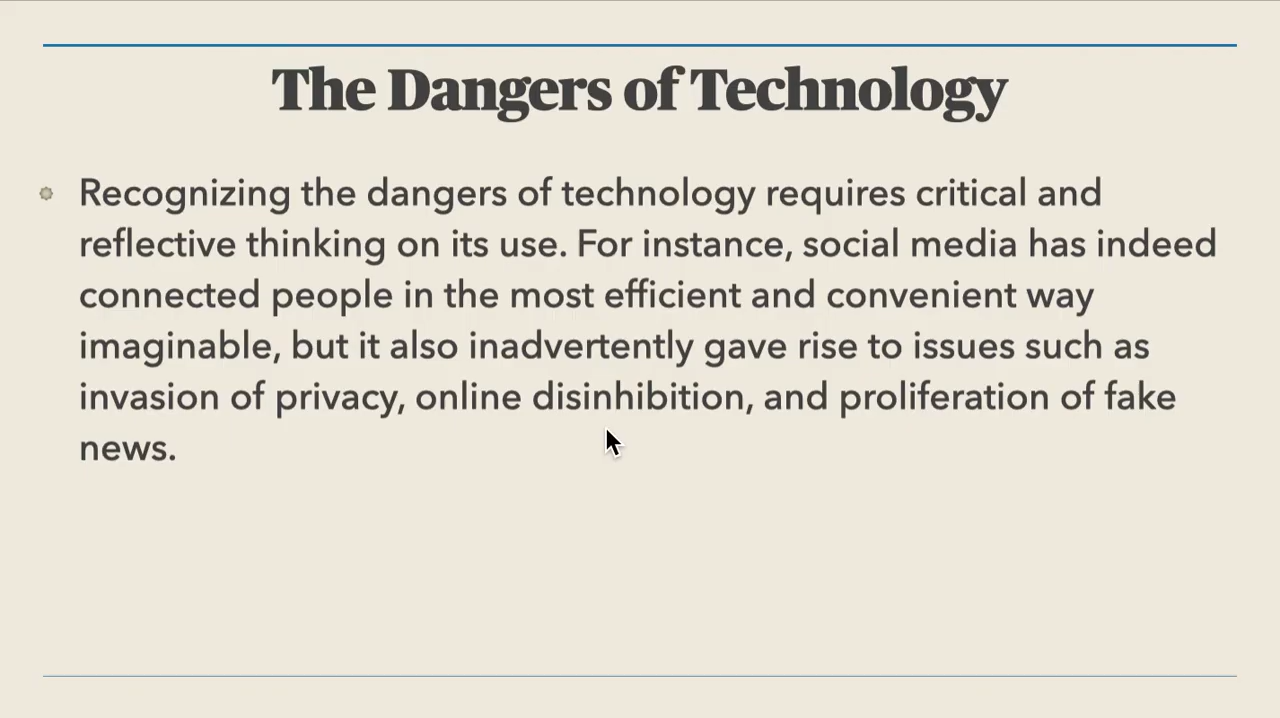 The Dangers of Technology
Recognizing the dangers of technology requires critical and
reflective thinking on its use. For instance, social media has indeed
connected people in the most efficient and convenient way
imaginable, but it also inadvertently gave rise to issues such as
invasion of privacy, online disinhibition, and proliferation of fake
news.